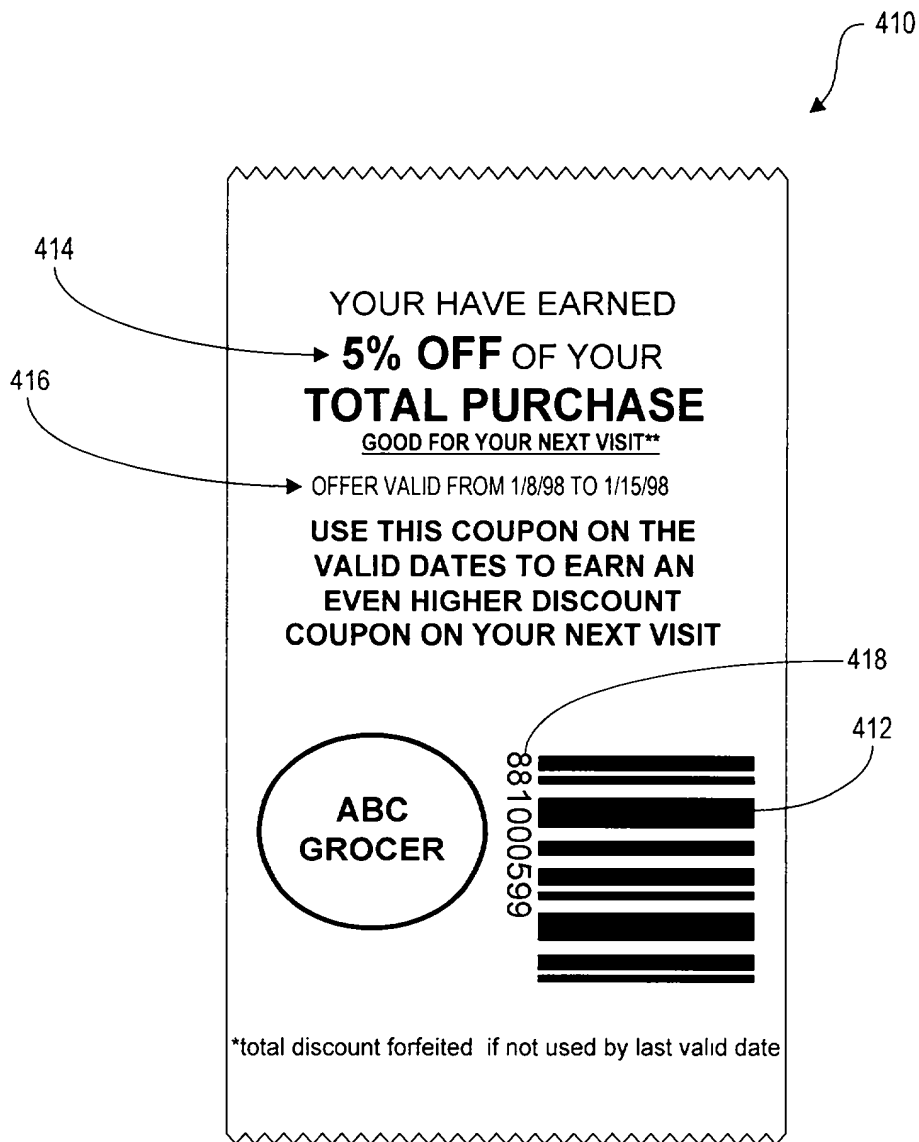 410
414
YOUR HAVE EARNED
5% OFF OF YOUR
416
TOTAL PURCHASE
GOOD FOR YOUR NEXT VISIT**
OFFER VALID FROM 1/8/98 TO 1/15/98
USE THIS COUPON ON THE
VALID DATES TO EARN AN
EVEN HIGHER DISCOUNT
COUPON ON YOUR NEXT VISIT
418
412
ABC
GROCER
881000599
*total discount forfeited if not used by last valid date